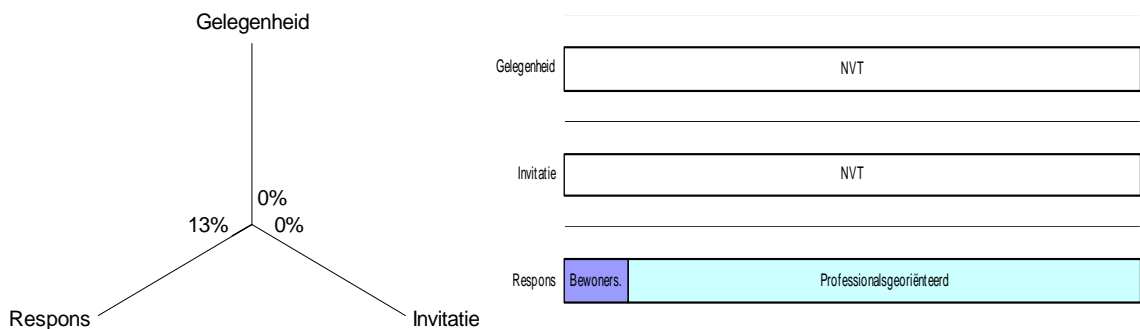 Gelegenheid
0%
13%
0%
Respons
Invitatie
Gelegenheid
NVT
Invitatie
NVT
Respons
Bewoners.
Professionalsgeoriënteerd